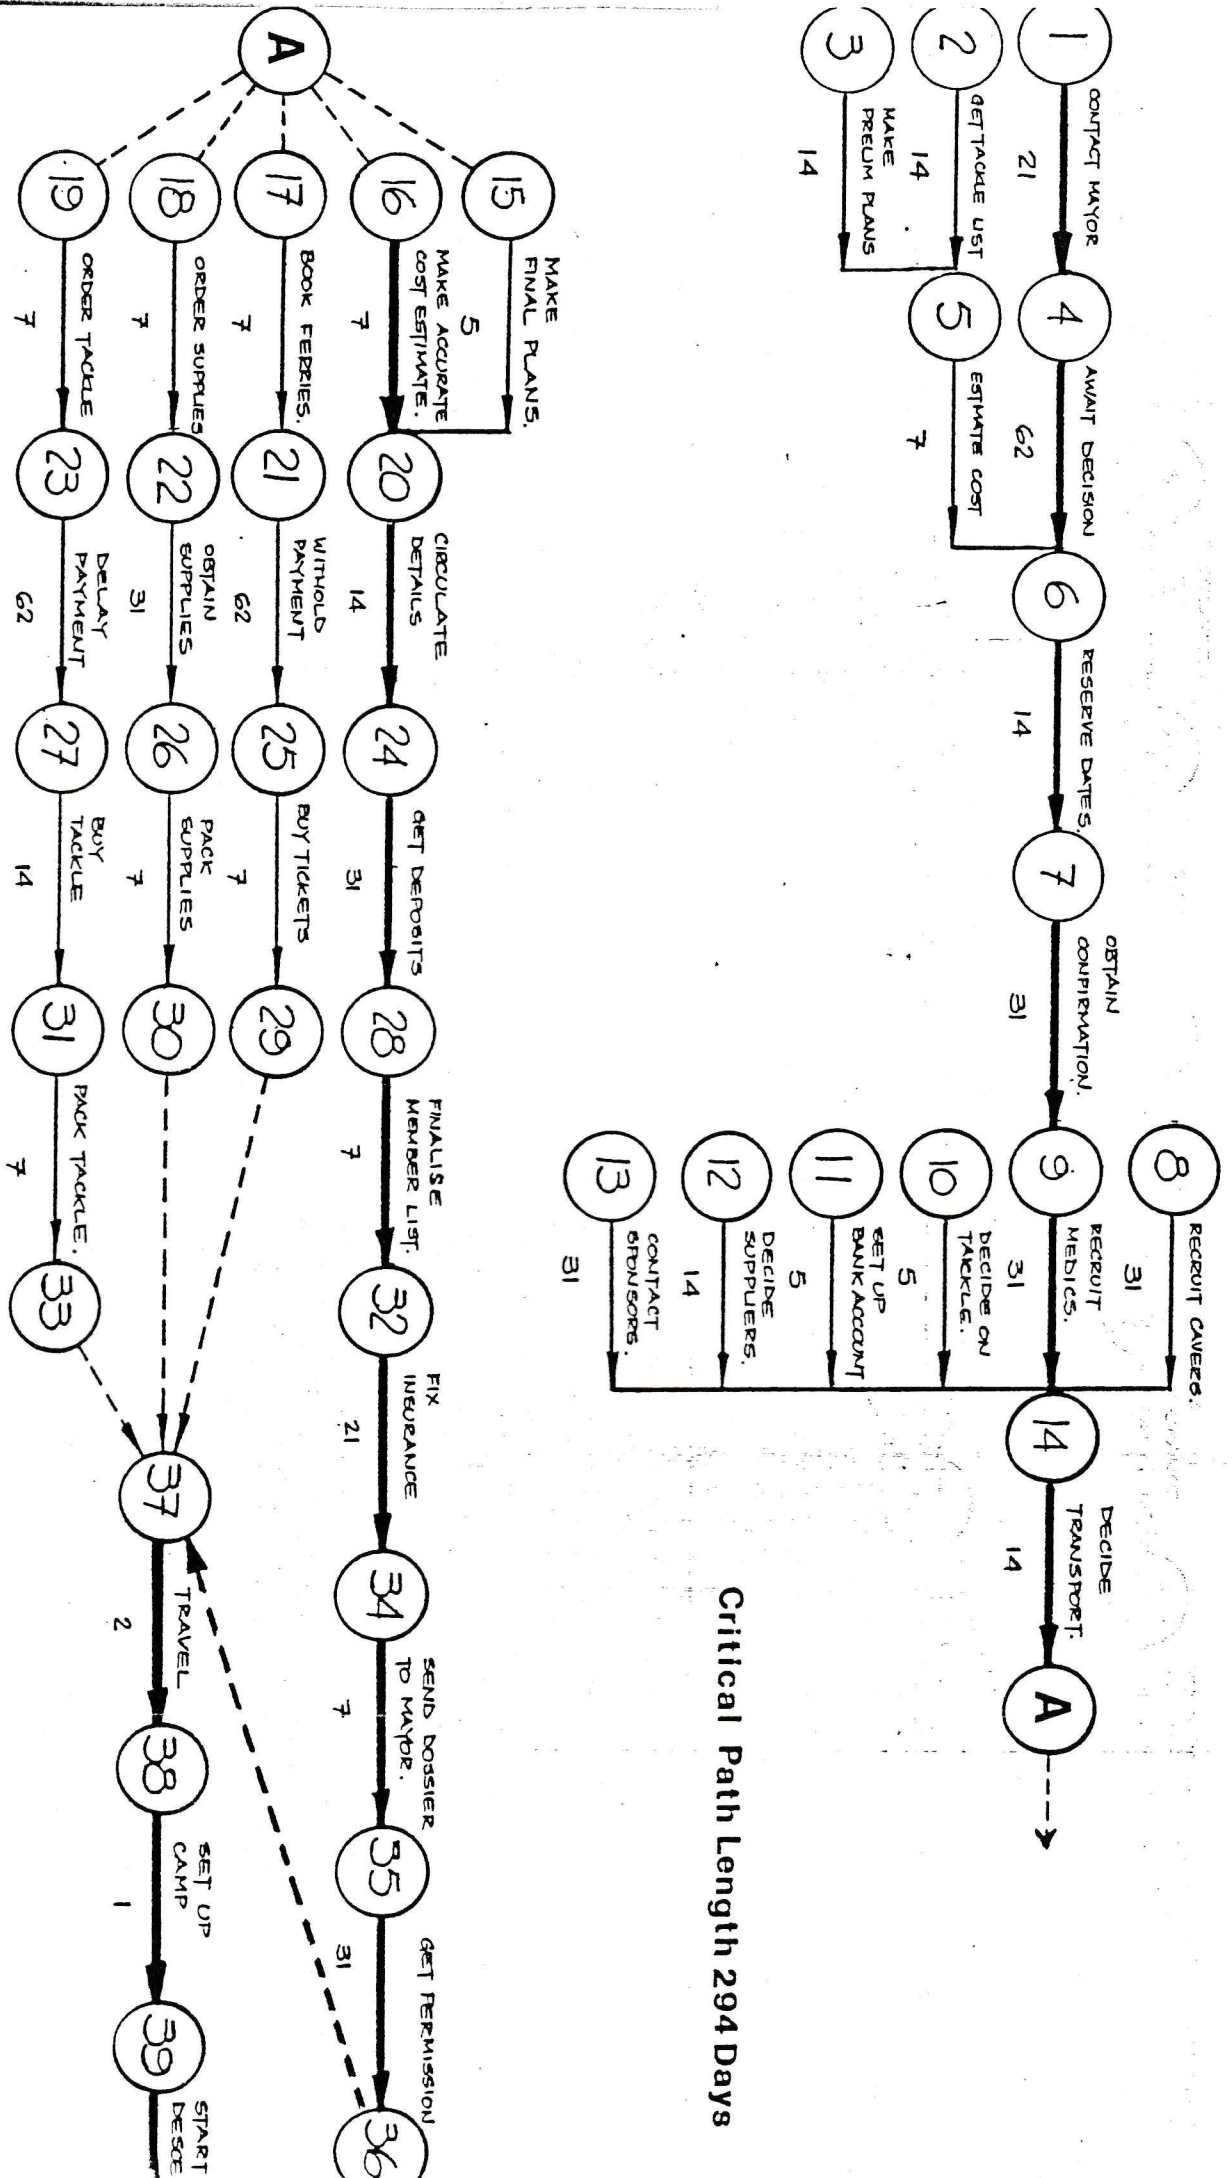 1
CONTACT MAYOR
21
4
AWAIT DECISION
62
6
RESERVE DATES.
14
7
OBTAIN
CONFIRMATION.
31
9
RECRUIT
MEDICS.
31
14
DECIDE
TRANSPORT.
14
A
2
GET TACKLE LIST
14
5
ESTIMATE COST
7
3
MAKE
PRELIM PLANS
14
8
RECRUIT CAVERS.
31
10
DECIDE ON
TACKLE.
5
11
SET UP
BANK ACCOUNT
5
12
DECIDE
SUPPLIERS.
14
13
CONTACT
SPONSORS.
31
Critical Path Length 294 Days
A
15
MAKE
FINAL PLANS.
5
16
MAKE ACCURATE
COST ESTIMATE.
7
20
CIRCULATE
DETAILS
14
24
GET DEPOSITS
31
28
FINALISE
MEMBER LIST.
7
32
FIX
INSURANCE
21
34
SEND DOSSIER
TO MAYOR.
7
35
GET PERMISSION
31
36
17
BOOK FERRIES.
7
21
WITHOLD
PAYMENT
62
25
BUY TICKETS
7
29
18
ORDER SUPPLIES
7
22
OBTAIN
SUPPLIES
31
26
PACK
SUPPLIES
7
30
37
TRAVEL
2
38
SET UP
CAMP
1
39
START
DESCE
19
ORDER TACKLE
7
23
DELAY
PAYMENT
62
27
BUY
TACKLE
14
31
PACK TACKLE.
7
33